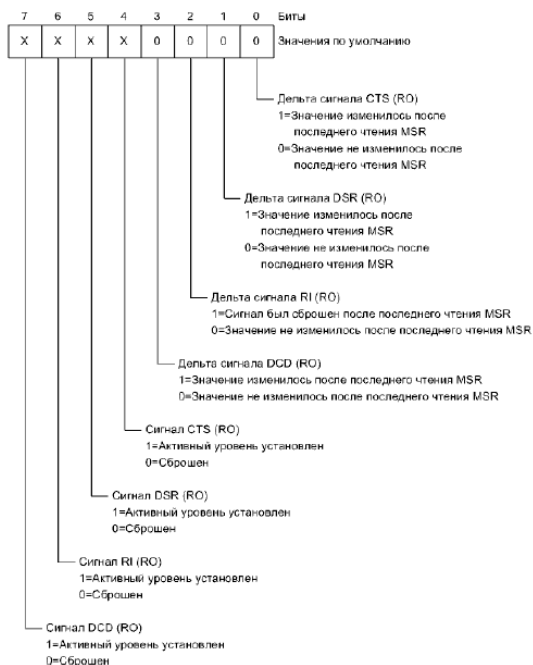 7 6 5 4 3 2 1 0 Биты
X X X X 0 0 0 0 Значения по умолчанию
Дельта сигнала CTS (RO)
1=Значение изменилось после
последнего чтения MSR
0=Значение не изменилось после
последнего чтения MSR
Дельта сигнала DSR (RO)
1=Значение изменилось после
последнего чтения MSR
0=Значение не изменилось после
последнего чтения MSR
Дельта сигнала RI (RO)
1=Сигнал был сброшен после последнего чтения MSR
0=Значение не изменилось после последнего чтения MSR
Дельта сигнала DCD (RO)
1=Значение изменилось после последнего чтения MSR
0=Значение не изменилось после последнего чтения MSR
Сигнал CTS (RO)
1=Активный уровень установлен
0=Сброшен
Сигнал DSR (RO)
1=Активный уровень установлен
0=Сброшен
Сигнал RI (RO)
1=Активный уровень установлен
0=Сброшен
Сигнал DCD (RO)
1=Активный уровень установлен
0=Сброшен